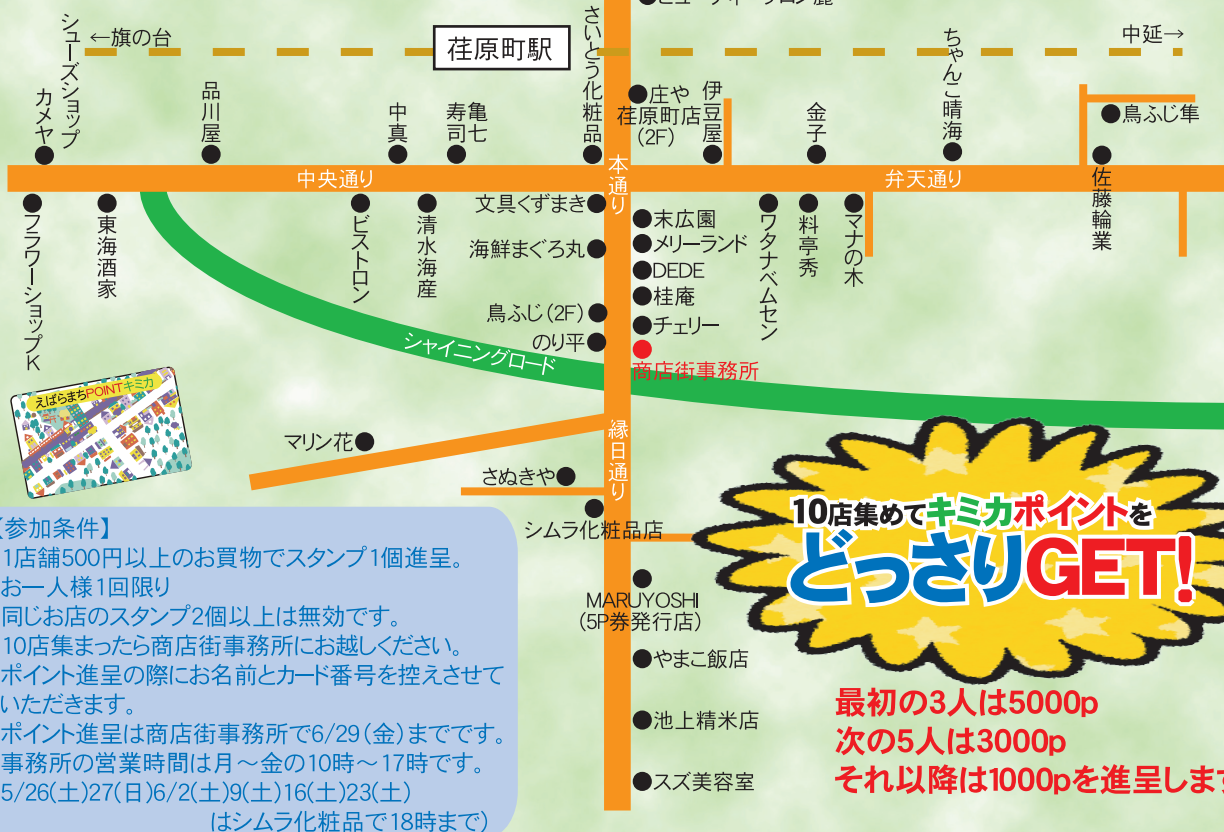 ←旗の台
荏原町駅
中延→
シューズショップ
カメヤ
品川屋
中真
亀七
寿司
さいとう化粧品
庄や
荏原町店
(2F)
伊豆屋
金子
ちゃんこ晴海
鳥ふじ隼
中央通り
本通り
弁天通り
佐藤輪業
フラワーショップK
東海酒家
ビストロン
清水海産
文具くずまき
海鮮まぐろ丸
鳥ふじ(2F)
のり平
末広園
メリーランド
DEDE
桂庵
チェリー
商店街事務所
ワタナベムセン
料亭秀
マナの木
シャイニングロード
えばらまちPOINTキミカ
マリン花
縁日通り
さぬきや
シムラ化粧品店
MARUYOSHI
(5P券発行店)
やまこ飯店
池上精米店
スズ美容室
10店集めてキミカポイントを
どっさりGET!
最初の3人は5000p
次の5人は3000p
それ以降は1000pを進呈します
【参加条件】
1店舗500円以上のお買物でスタンプ1個進呈。
お一人様1回限り
同じお店のスタンプ2個以上は無効です。
10店集まったら商店街事務所にお越しください。
ポイント進呈の際にお名前とカード番号を控えさせて
いただきます。
ポイント進呈は商店街事務所で6/29(金)までです。
事務所の営業時間は月～金の10時～17時です。
5/26(土)27(日)6/2(土)9(土)16(土)23(土)
はシムラ化粧品で18時まで)